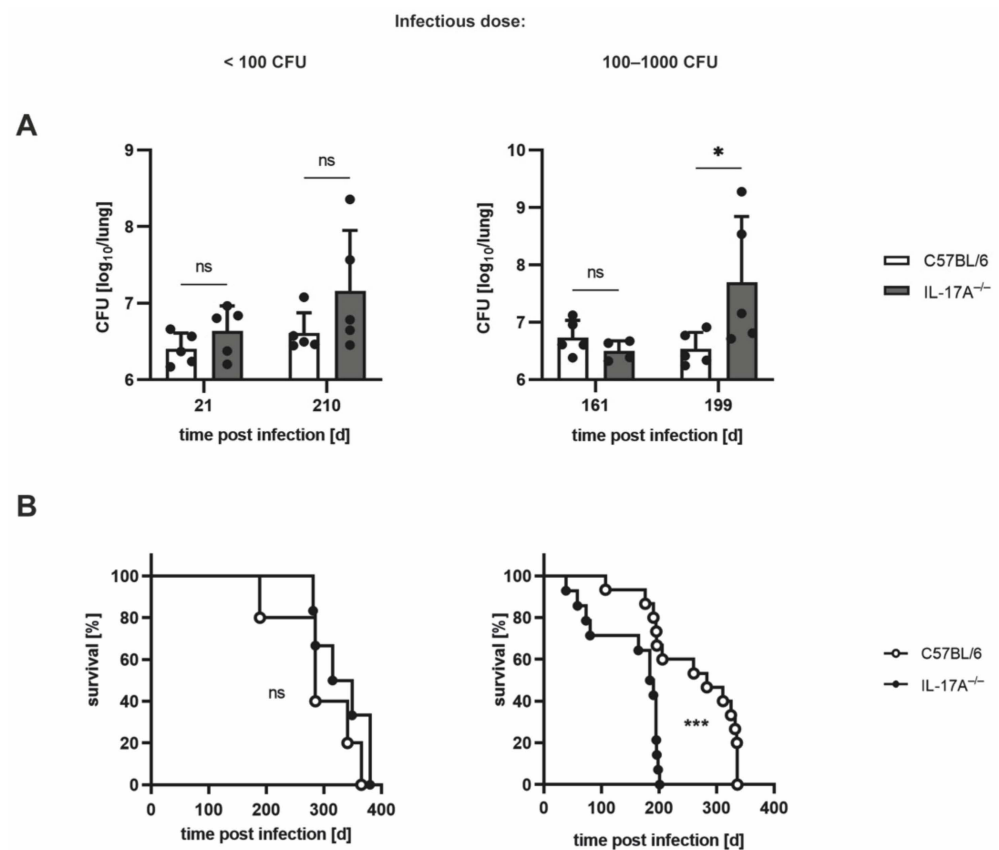 Infectious dose:
< 100 CFU
100–1000 CFU
A
CFU [log10/lung]
9
8
7
6
ns
ns
21
210
time post infection [d]
CFU [log10/lung]
10
9
8
7
6
ns
*
161
199
time post infection [d]
C57BL/6
IL-17A–/–
B
survival [%]
100
80
60
40
20
0
ns
0
100
200
300
400
time post infection [d]
survival [%]
100
80
60
40
20
0
***
0
100
200
300
400
time post infection [d]
C57BL/6
IL-17A–/–